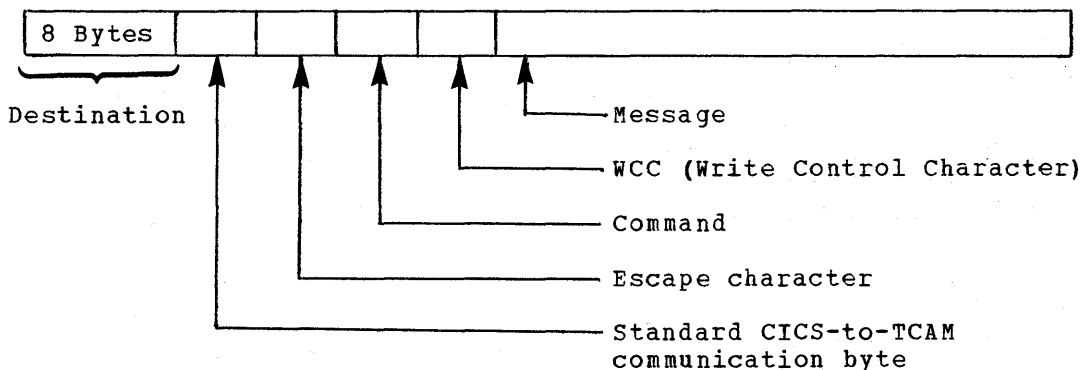 8 Bytes
Destination
Message
WCC (Write Control Character)
Command
Escape character
Standard CICS-to-TCAM
communication byte